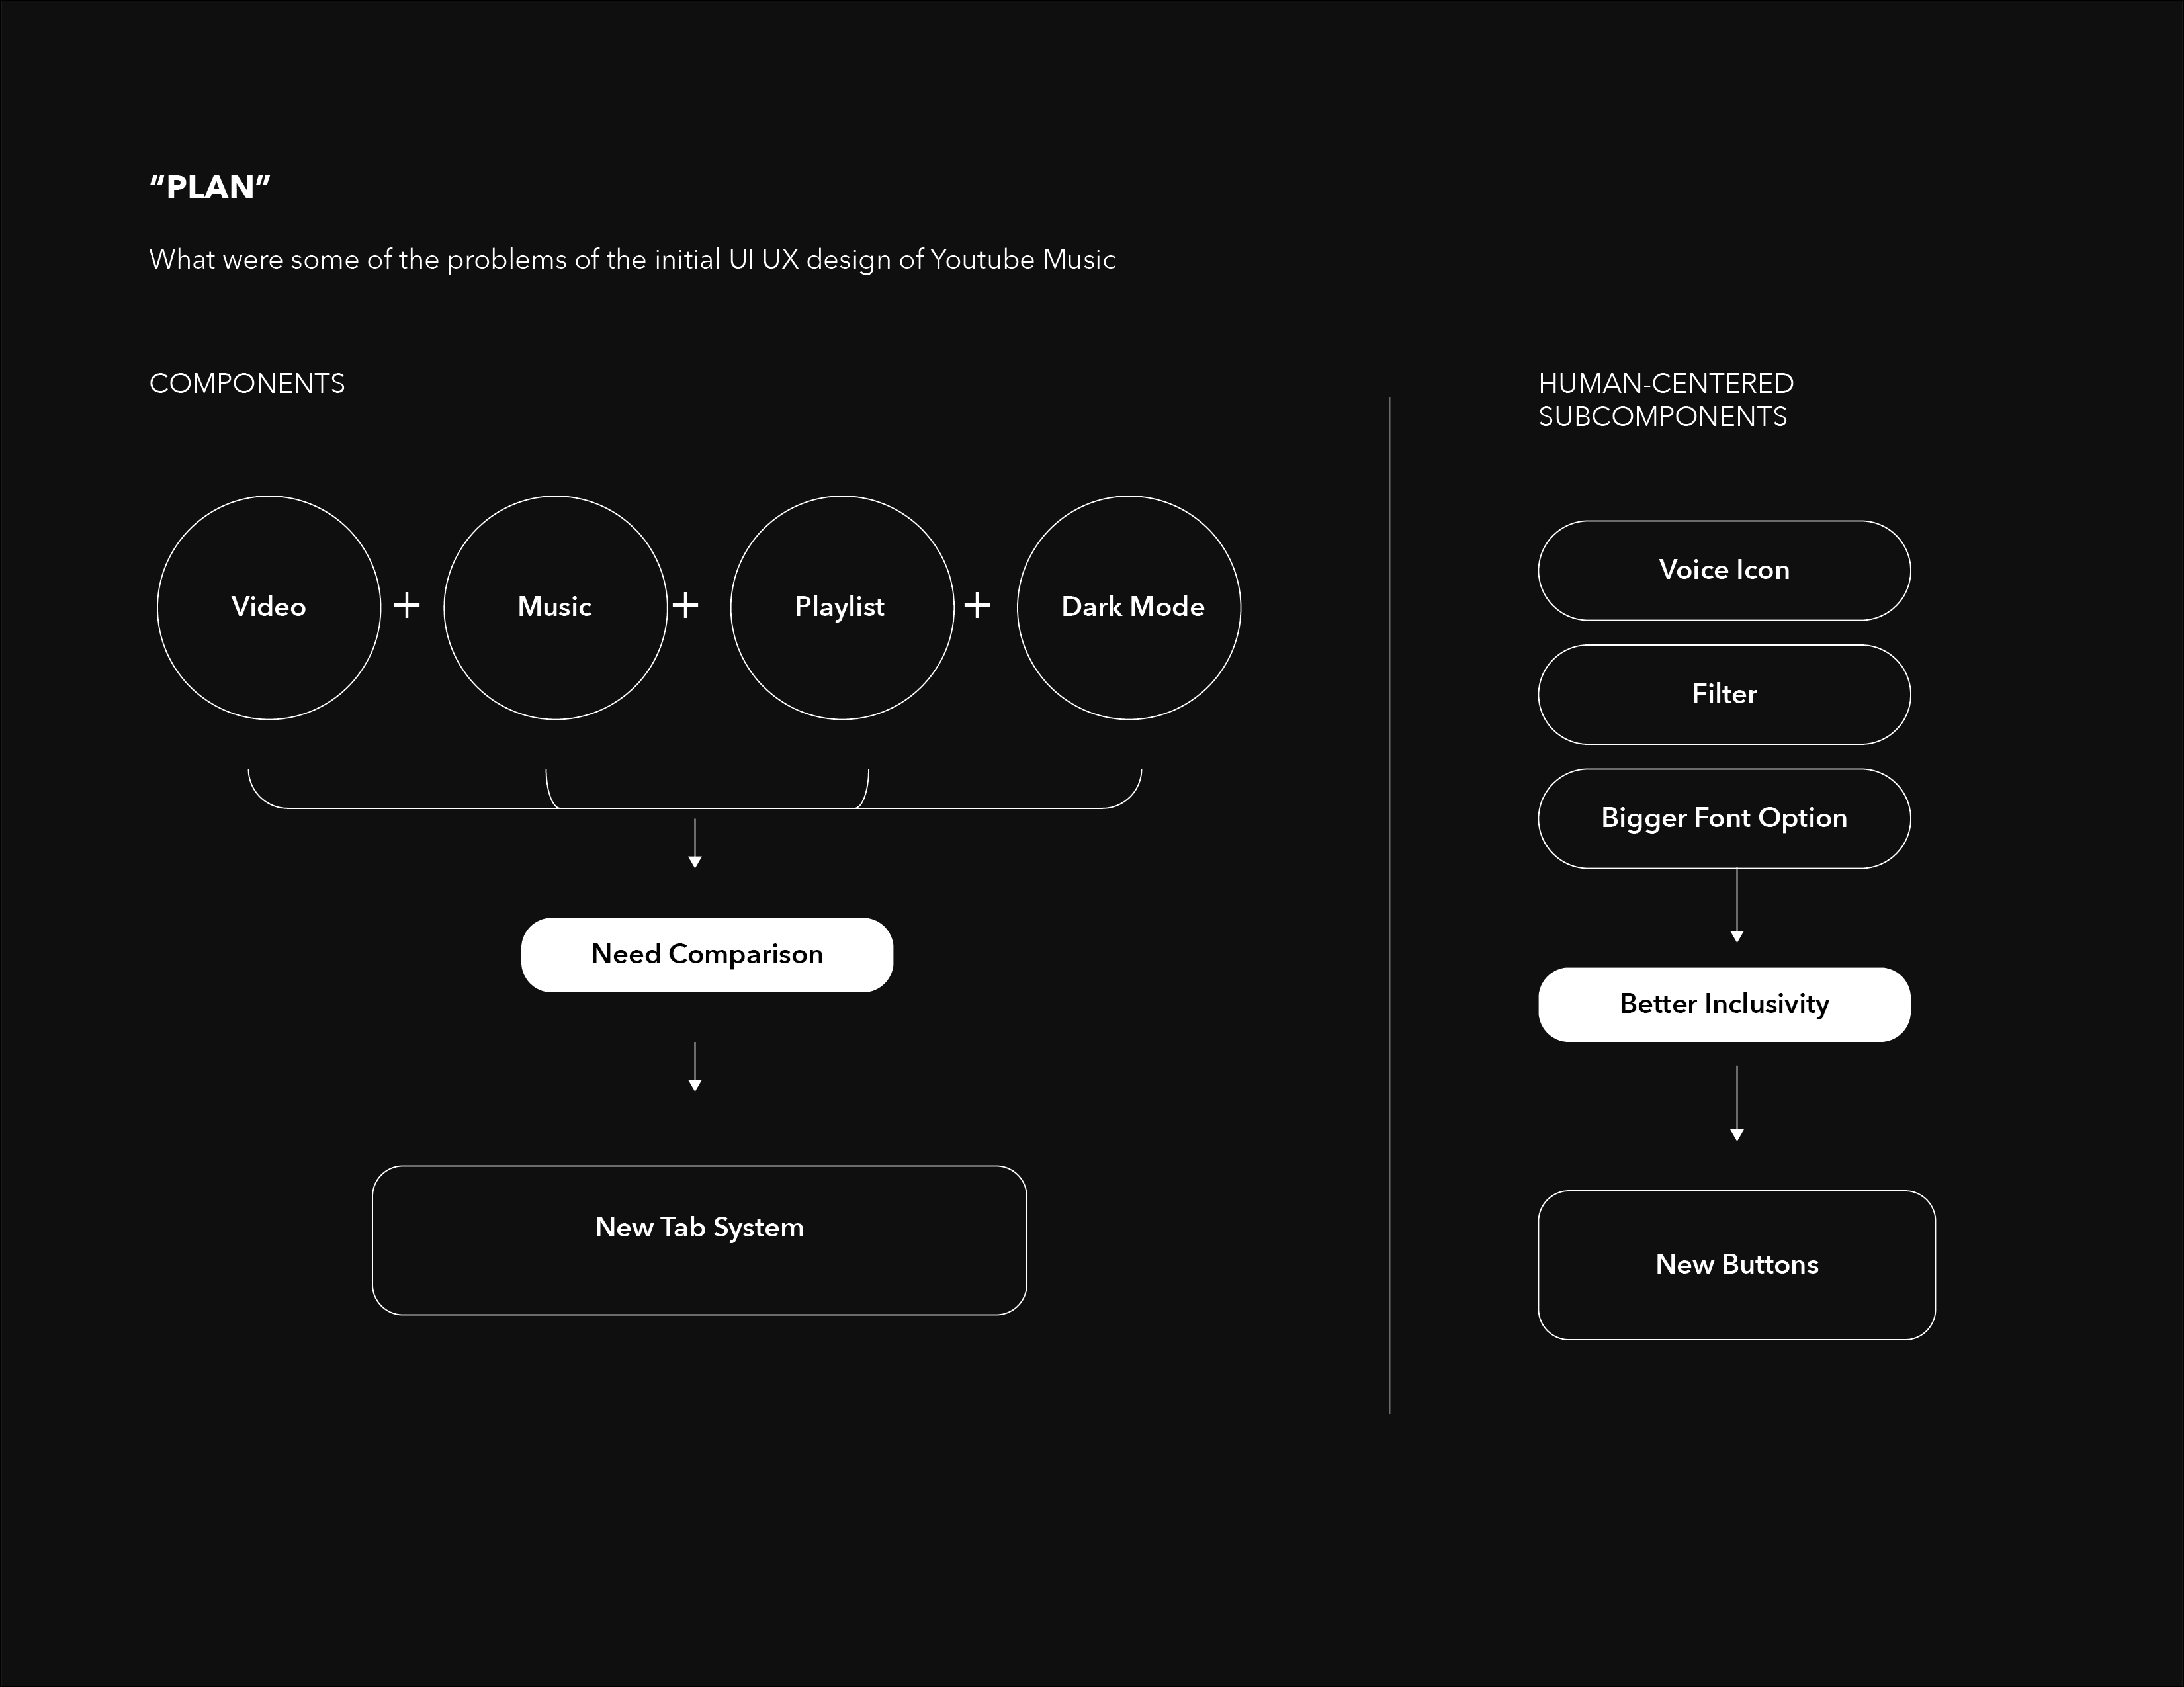 “PLAN”
What were some of the problems of the initial UI UX design of Youtube Music
COMPONENTS
Video + Music + Playlist + Dark Mode
Need Comparison
New Tab System
HUMAN-CENTERED
SUBCOMPONENTS
Voice Icon
Filter
Bigger Font Option
Better Inclusivity
New Buttons